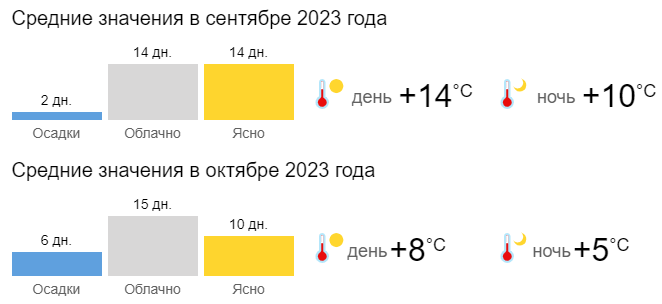 Средние значения в сентябре 2023 года
2 дн.
14 дн.
14 дн.
Осадки
Облачно
Ясно
день +14°C
ночь +10°C
Средние значения в октябре 2023 года
6 дн.
15 дн.
10 дн.
Осадки
Облачно
Ясно
день +8°C
ночь +5°C